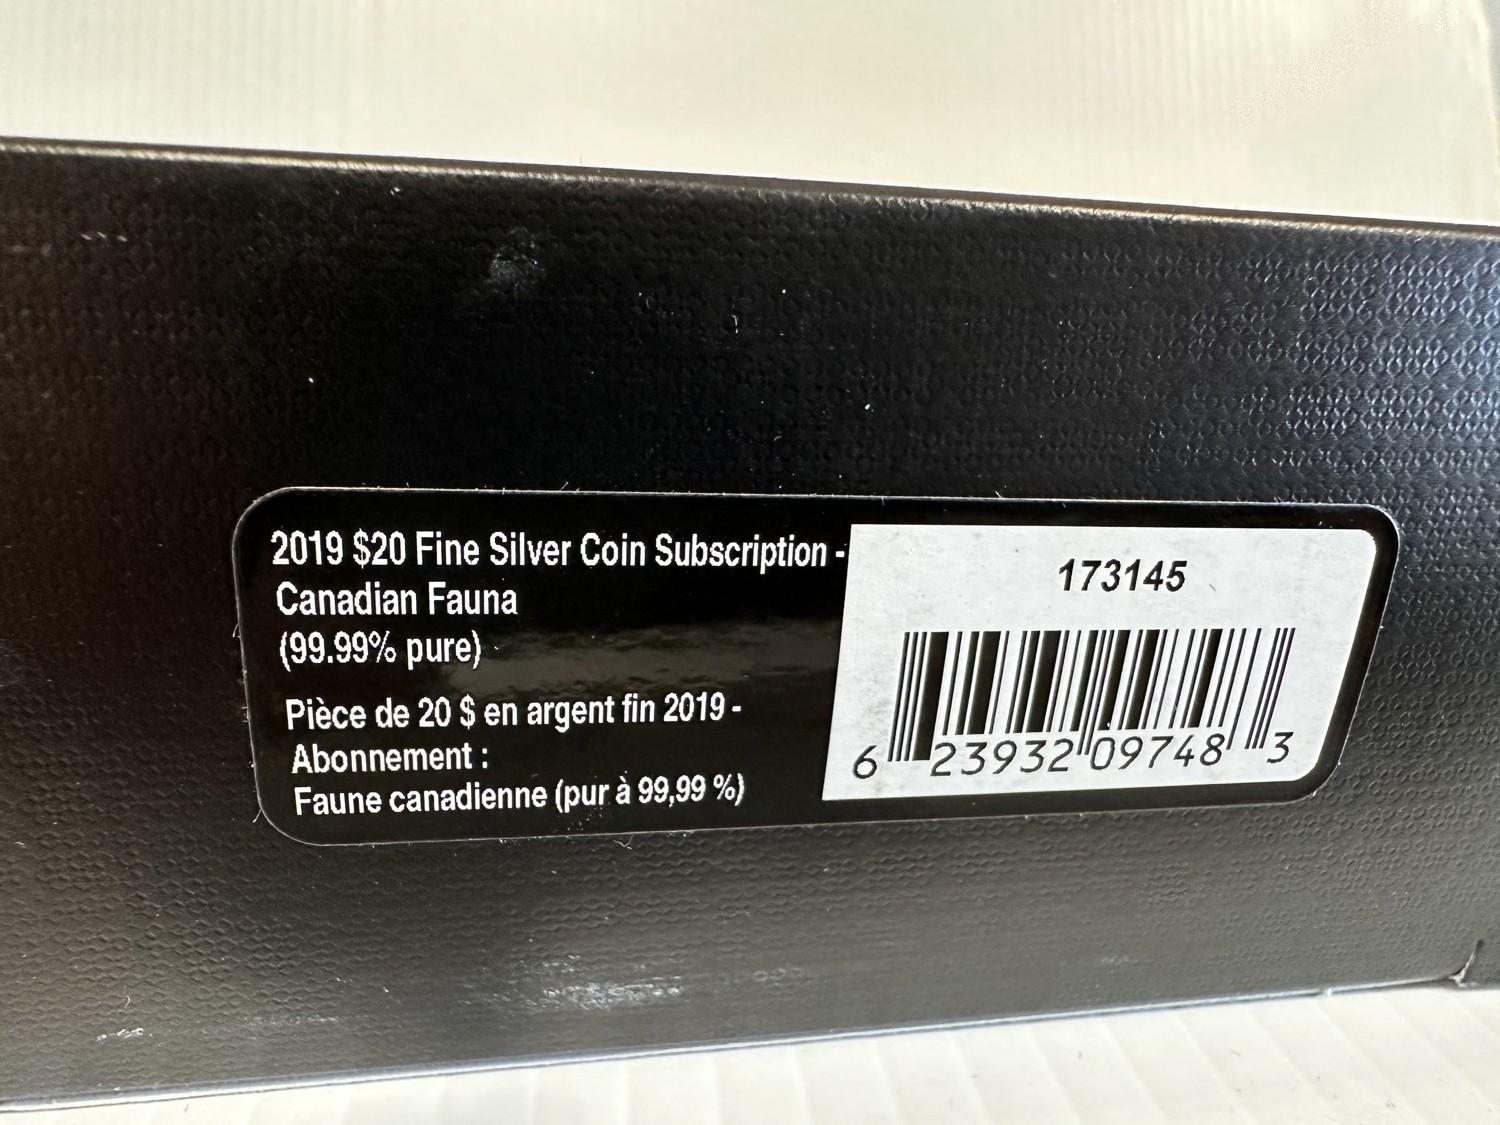 2019 $20 Fine Silver Coin Subscription -
Canadian Fauna
(99.99% pure)
Pièce de 20 $ en argent fin 2019 -
Abonnement :
Faune canadienne (pur à 99,99 %)
173145
6 23932 09748 3